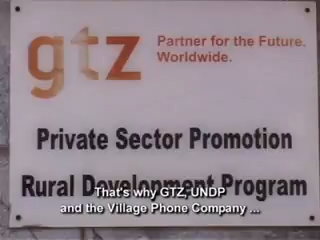 gtz
Partner for the Future.
Worldwide.
Private Sector Promotion
Rural Development Program
That's why GTZ, UNDP
and the Village Phone Company ...